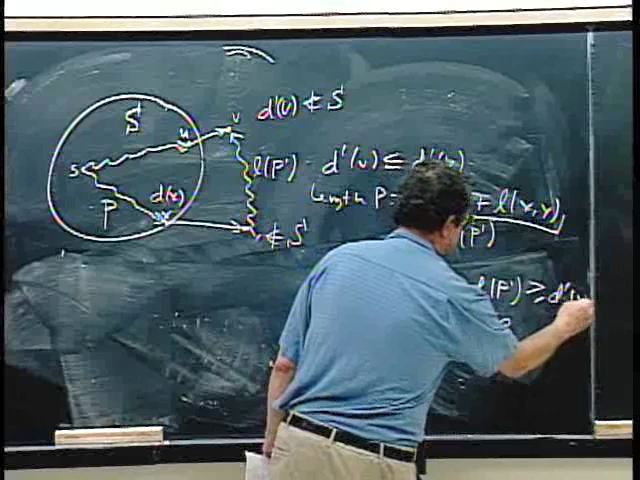 S
u
v
d(v) ∉ S
s
l(P') · d'(v) ≤ d'(v)
d(x)
length P
+ l(x,y)
P
x
l(P')
y ∉ S
l(P') ≥ d'(